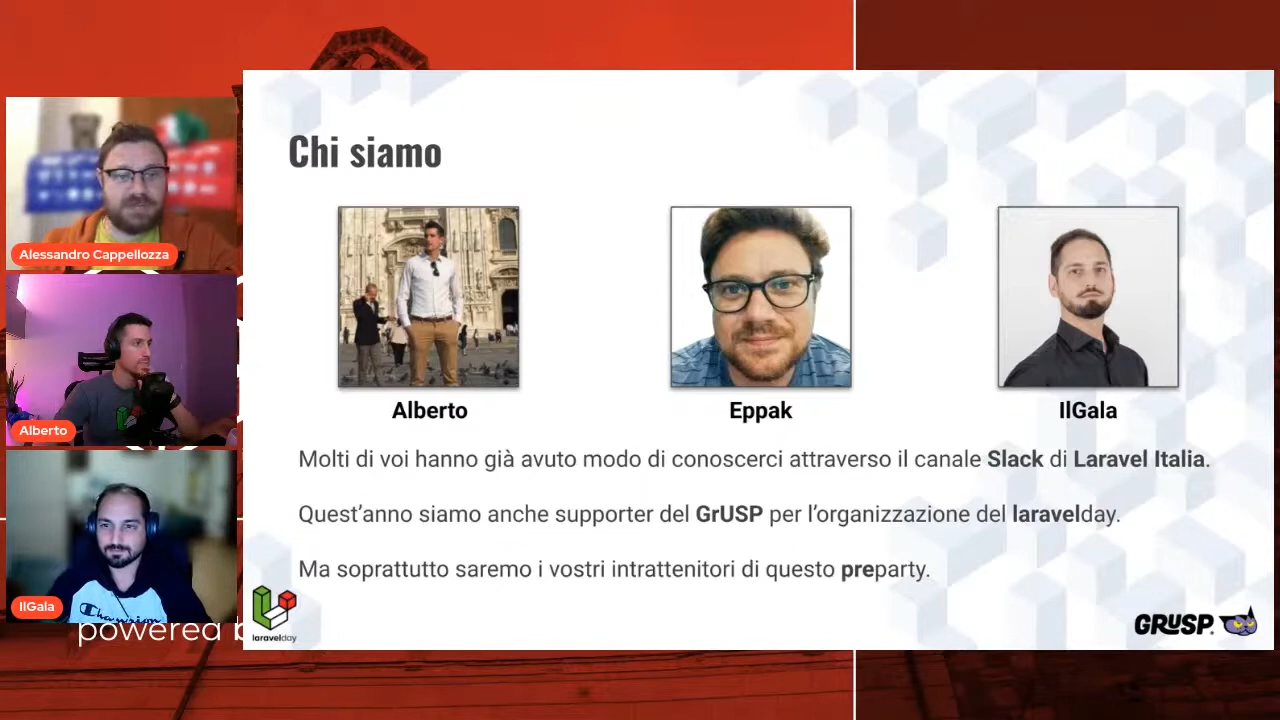 Chi siamo
Alberto
Eppak
IlGala
Molti di voi hanno già avuto modo di conoscerci attraverso il canale Slack di Laravel Italia.
Quest’anno siamo anche supporter del GrUSP per l’organizzazione del laravelday.
Ma soprattutto saremo i vostri intrattenitori di questo preparty.
laravelday
GRUSP.
Alessandro Cappellozza
Alberto
IlGala
Champion
powered b